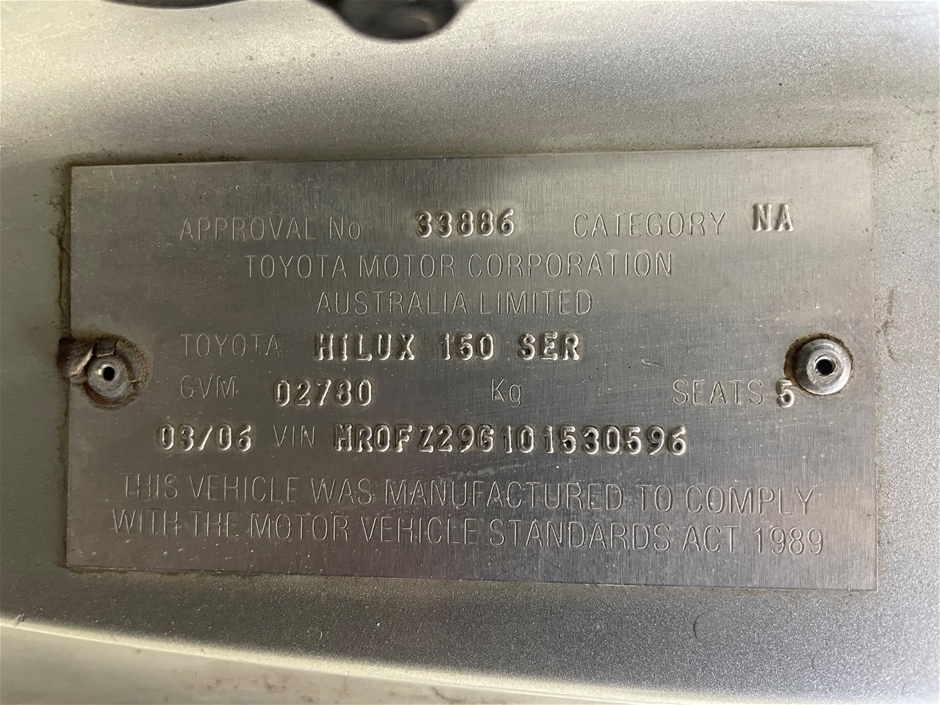 APPROVAL No 33886 CATEGORY NA
TOYOTA MOTOR CORPORATION
AUSTRALIA LIMITED
TOYOTA HILUX 150 SER
GVM 02780 Kg SEATS 5
03/06 VIN MR0FZ29G101530596
THIS VEHICLE WAS MANUFACTURED TO COMPLY
WITH THE MOTOR VEHICLE STANDARDS ACT 1989